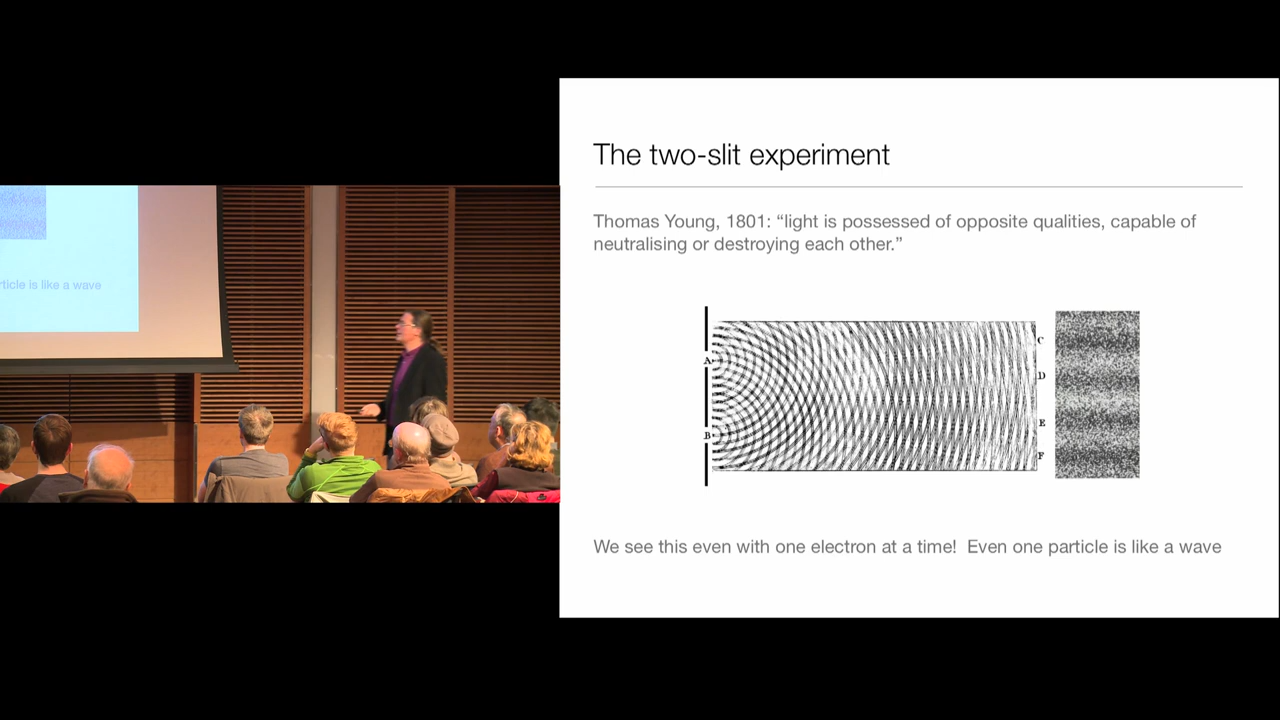 The two-slit experiment
Thomas Young, 1801: “light is possessed of opposite qualities, capable of
neutralising or destroying each other.”
A
B
C
D
E
F
We see this even with one electron at a time!  Even one particle is like a wave
rticle is like a wave